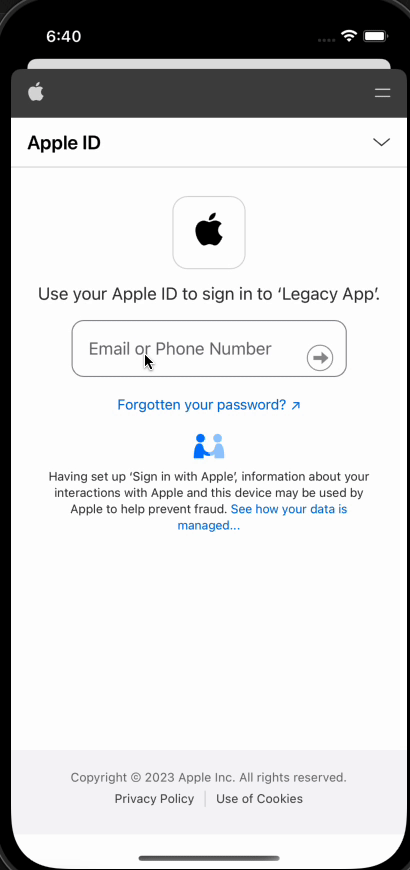 6:40
Apple ID
Use your Apple ID to sign in to ‘Legacy App’.
Email or Phone Number
Forgotten your password? ↗
Having set up ‘Sign in with Apple’, information about your
interactions with Apple and this device may be used by
Apple to help prevent fraud. See how your data is
managed...
Copyright © 2023 Apple Inc. All rights reserved.
Privacy Policy | Use of Cookies